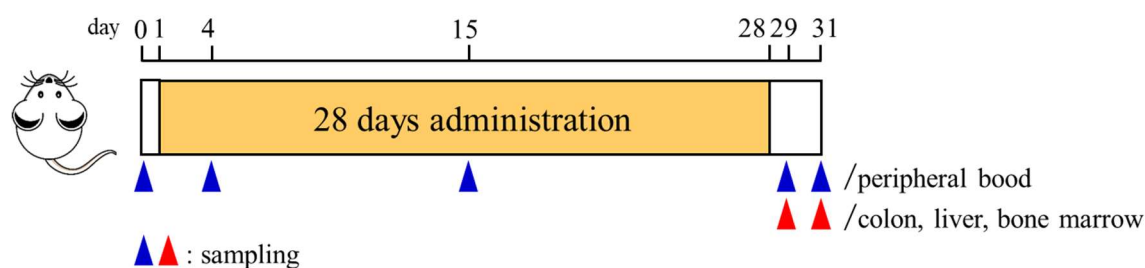 day 0 1 4 15 28 29 31
28 days administration
/peripheral bood
/colon, liver, bone marrow
: sampling